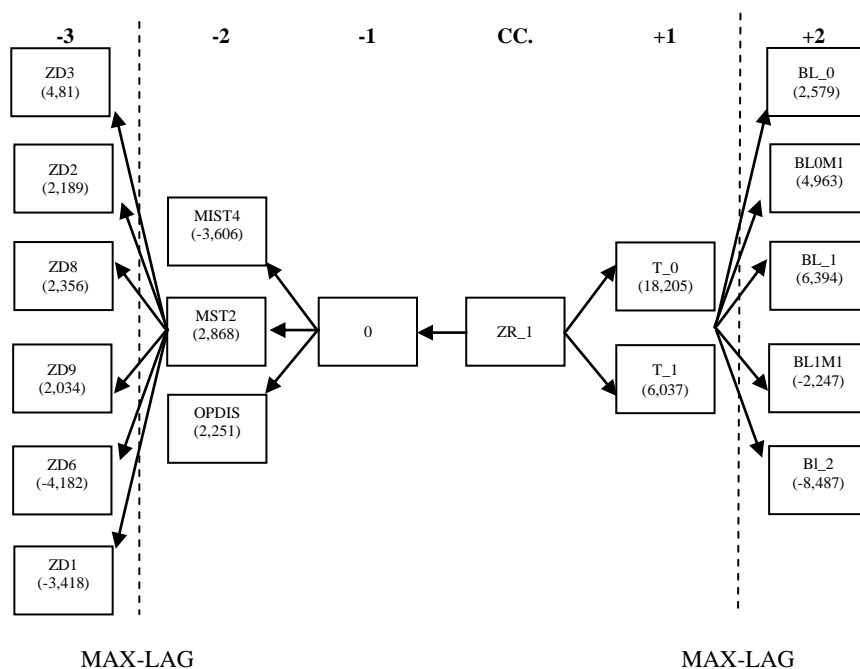 -3 -2 -1 CC. +1 +2
ZD3
(4,81)
ZD2
(2,189)
ZD8
(2,356)
ZD9
(2,034)
ZD6
(-4,182)
ZD1
(-3,418)
MIST4
(-3,606)
MST2
(2,868)
OPDIS
(2,251)
0
ZR_1
T_0
(18,205)
T_1
(6,037)
BL_0
(2,579)
BL0M1
(4,963)
BL_1
(6,394)
BL1M1
(-2,247)
Bl_2
(-8,487)
MAX-LAG MAX-LAG